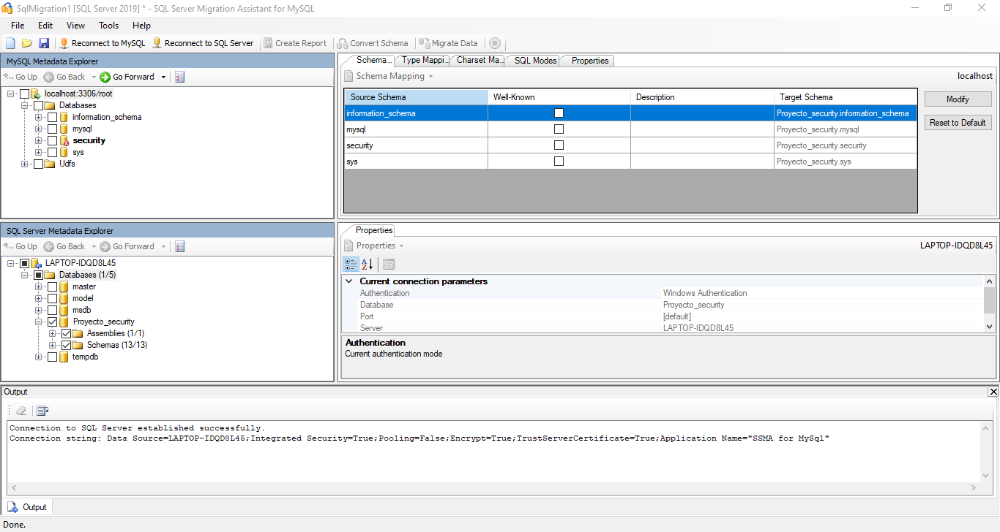 SqlMigration1 [SQL Server 2019] * - SQL Server Migration Assistant for MySQL
File Edit View Tools Help
Reconnect to MySQL Reconnect to SQL Server Create Report Convert Schema Migrate Data
MySQL Metadata Explorer
Go Up Go Back Go Forward
localhost:3306/root
Databases
information_schema
mysql
security
sys
Udfs
Schema... Type Mappi... Charset Ma... SQL Modes Properties
Schema Mapping localhost
Source Schema Well-Known Description Target Schema
information_schema Proyecto_security.information_schema
mysql Proyecto_security.mysql
security Proyecto_security.security
sys Proyecto_security.sys
Modify
Reset to Default
SQL Server Metadata Explorer
Go Up Go Back Go Forward
LAPTOP-IDQD8L45
Databases (1/5)
master
model
msdb
Proyecto_security
Assemblies (1/1)
Schemas (13/13)
tempdb
Properties
Properties LAPTOP-IDQD8L45
Current connection parameters
Authentication Windows Authentication
Database Proyecto_security
Port [default]
Server LAPTOP-IDQD8L45
Authentication
Current authentication mode
Output
Connection to SQL Server established successfully.
Connection string: Data Source=LAPTOP-IDQD8L45;Integrated Security=True;Pooling=False;Encrypt=True;TrustServerCertificate=True;Application Name="SSMA for MySql"
Output
Done.